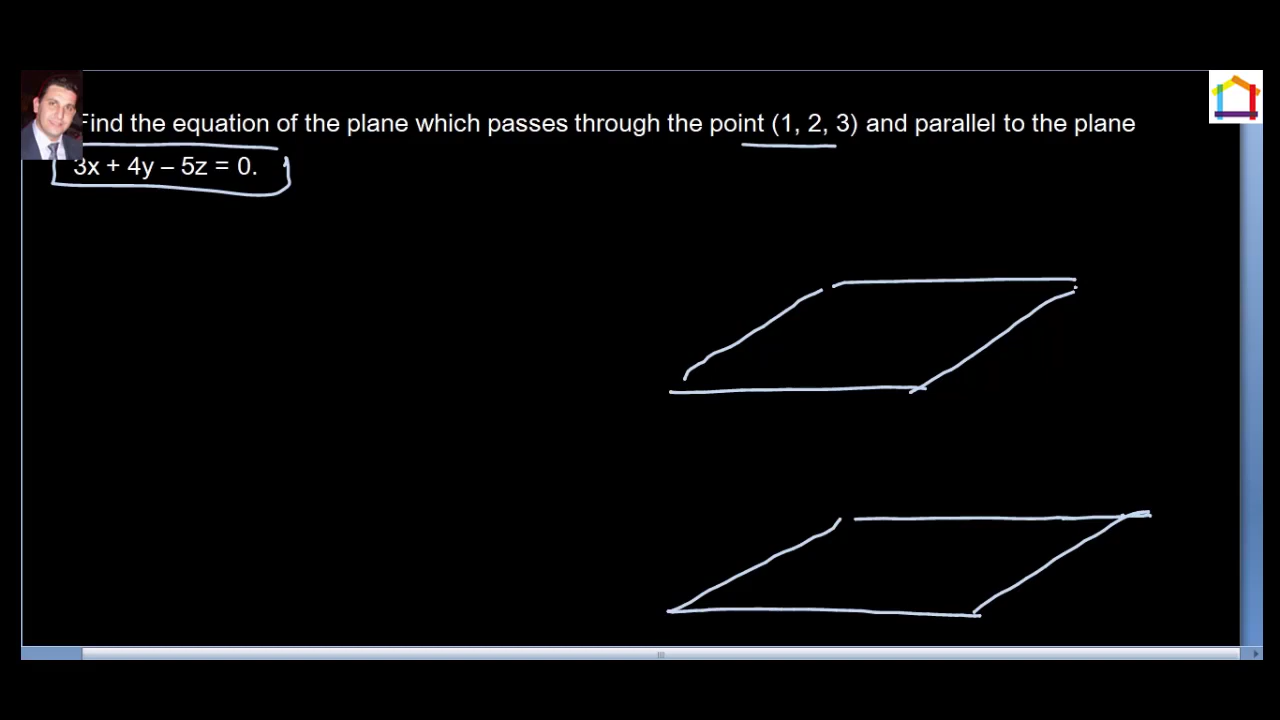 Find the equation of the plane which passes through the point (1, 2, 3) and parallel to the plane
3x + 4y – 5z = 0.